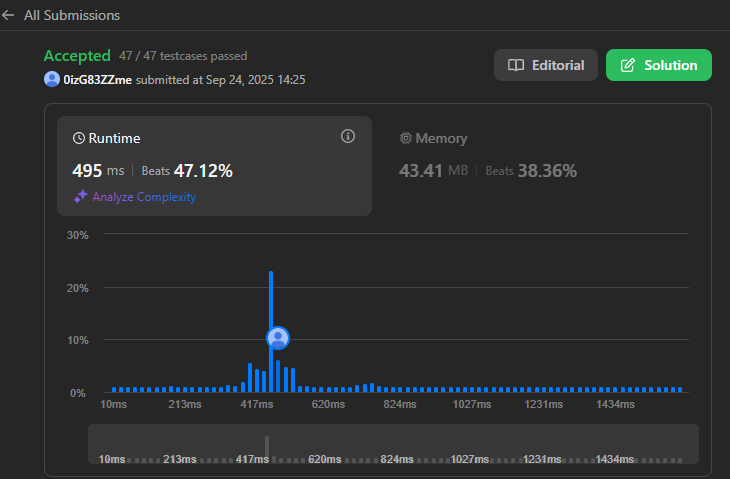 All Submissions
Accepted 47 / 47 testcases passed
0izG83ZZme submitted at Sep 24, 2025 14:25
Editorial
Solution
Runtime
495 ms Beats 47.12%
Analyze Complexity
Memory
43.41 MB Beats 38.36%
30%
20%
10%
0%
10ms 213ms 417ms 620ms 824ms 1027ms 1231ms 1434ms
10ms 213ms 417ms 620ms 824ms 1027ms 1231ms 1434ms